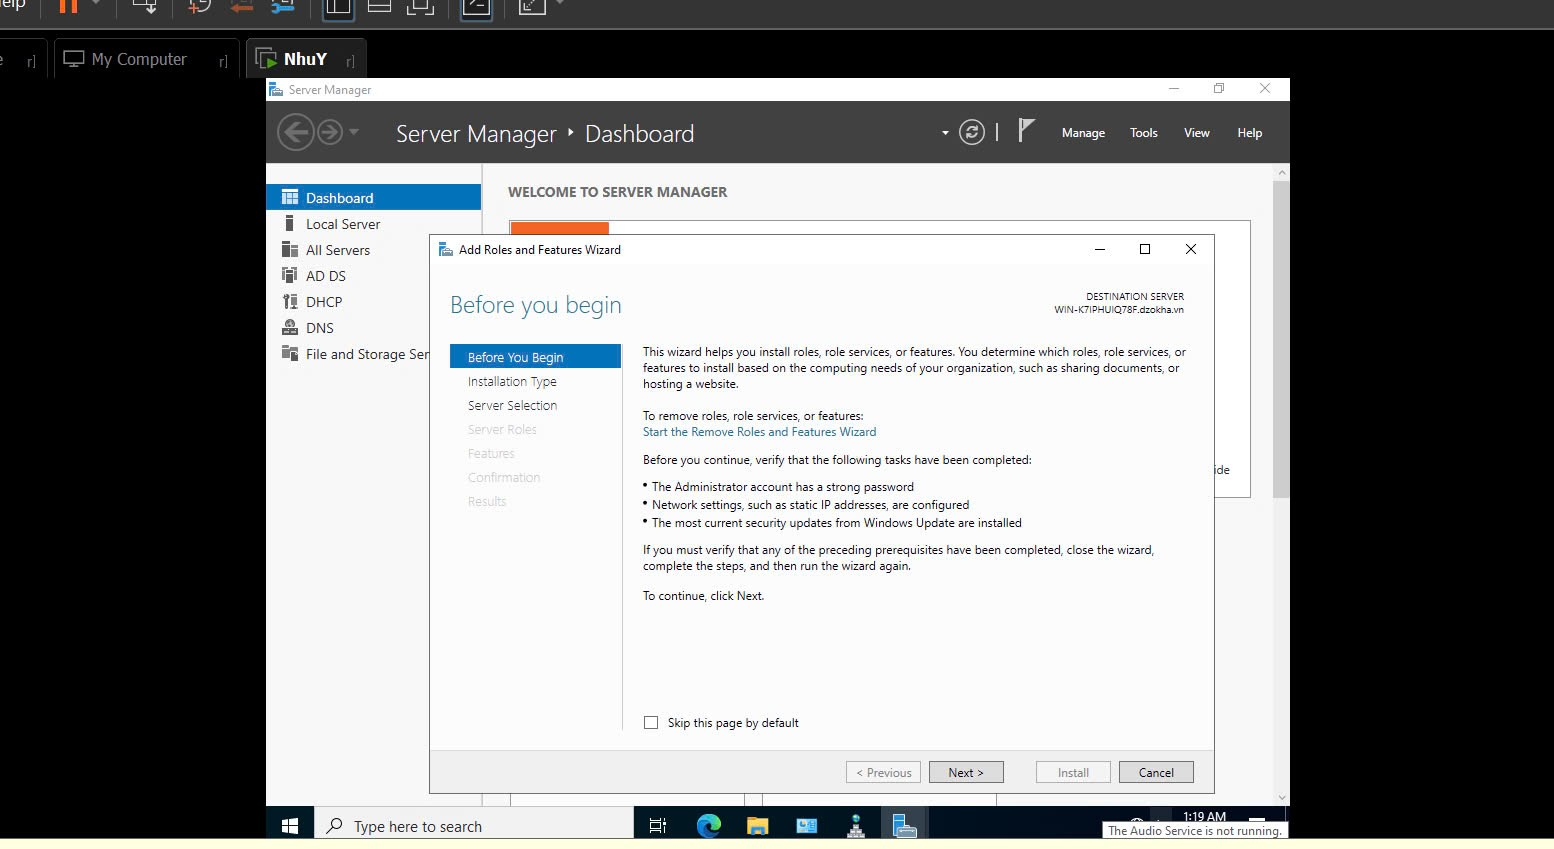 elp
e r]
My Computer r]
NhuY r]
Server Manager
Server Manager ‣ Dashboard
Manage Tools View Help
Dashboard
Local Server
All Servers
AD DS
DHCP
DNS
File and Storage Ser
WELCOME TO SERVER MANAGER
Add Roles and Features Wizard
Before you begin
DESTINATION SERVER
WIN-K7IPHUIQ78F.dzokha.vn
Before You Begin
Installation Type
Server Selection
Server Roles
Features
Confirmation
Results
This wizard helps you install roles, role services, or features. You determine which roles, role services, or
features to install based on the computing needs of your organization, such as sharing documents, or
hosting a website.
To remove roles, role services, or features:
Start the Remove Roles and Features Wizard
Before you continue, verify that the following tasks have been completed:
• The Administrator account has a strong password
• Network settings, such as static IP addresses, are configured
• The most current security updates from Windows Update are installed
If you must verify that any of the preceding prerequisites have been completed, close the wizard,
complete the steps, and then run the wizard again.
To continue, click Next.
Skip this page by default
ide
< Previous Next > Install Cancel
Type here to search
1:19 AM
The Audio Service is not running.